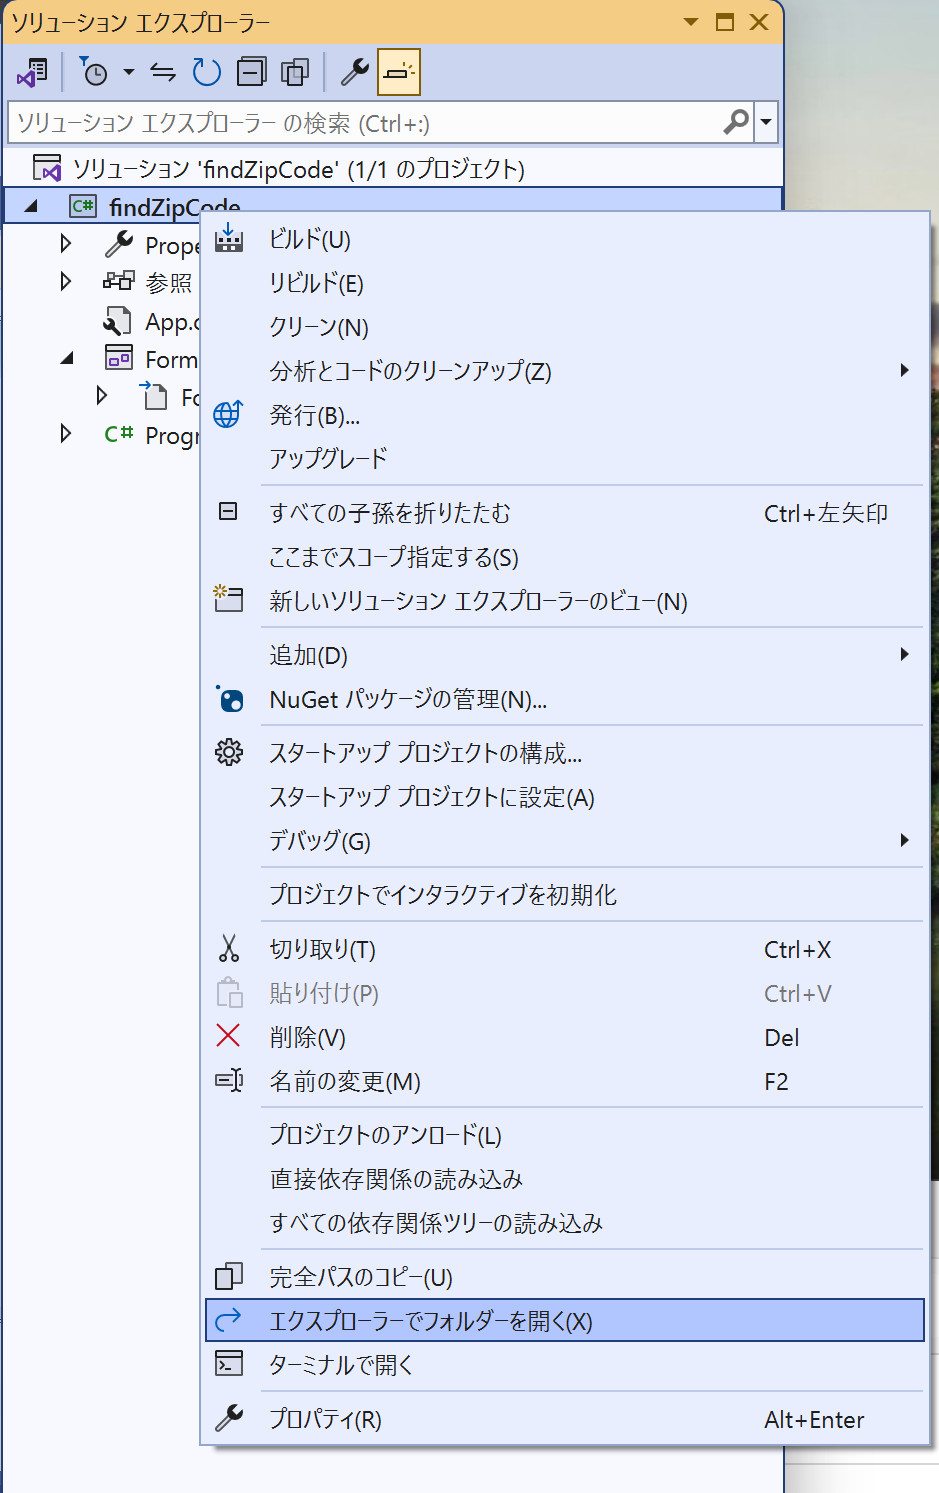 ソリューション エクスプローラー
ソリューション エクスプローラー の検索 (Ctrl+:)
ソリューション 'findZipCode' (1/1 のプロジェクト)
C# findZipCode
ビルド(U)
Prope
リビルド(E)
参照
クリーン(N)
App.c
分析とコードのクリーンアップ(Z)
Form
発行(B)...
Fo
C# Progr
アップグレード
すべての子孫を折りたたむ Ctrl+左矢印
ここまでスコープ指定する(S)
新しいソリューション エクスプローラーのビュー(N)
追加(D)
NuGet パッケージの管理(N)...
スタートアップ プロジェクトの構成...
スタートアップ プロジェクトに設定(A)
デバッグ(G)
プロジェクトでインタラクティブを初期化
切り取り(T) Ctrl+X
貼り付け(P) Ctrl+V
削除(V) Del
名前の変更(M) F2
プロジェクトのアンロード(L)
直接依存関係の読み込み
すべての依存関係ツリーの読み込み
完全パスのコピー(U)
エクスプローラーでフォルダーを開く(X)
ターミナルで開く
プロパティ(R) Alt+Enter